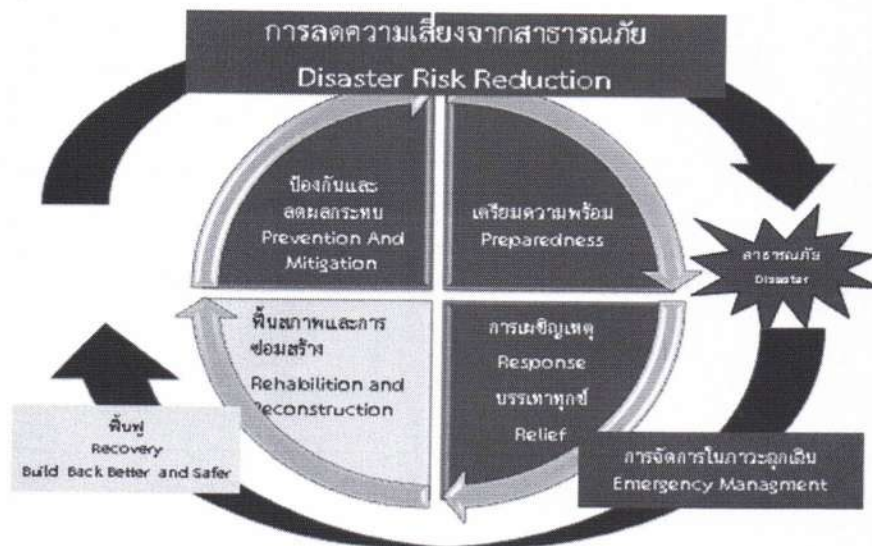 การลดความเสี่ยงจากสาธารณภัย
Disaster Risk Reduction
ป้องกันและ
ลดผลกระทบ
Prevention And
Mitigation
เตรียมความพร้อม
Preparedness
สาธารณภัย
Disaster
ฟื้นสภาพและการ
ซ่อมสร้าง
Rehabilition and
Reconstruction
การเผชิญเหตุ
Response
บรรเทาทุกข์
Relief
ฟื้นฟู
Recovery
Build Back Better and Safer
การจัดการในภาวะฉุกเฉิน
Emergency Managment